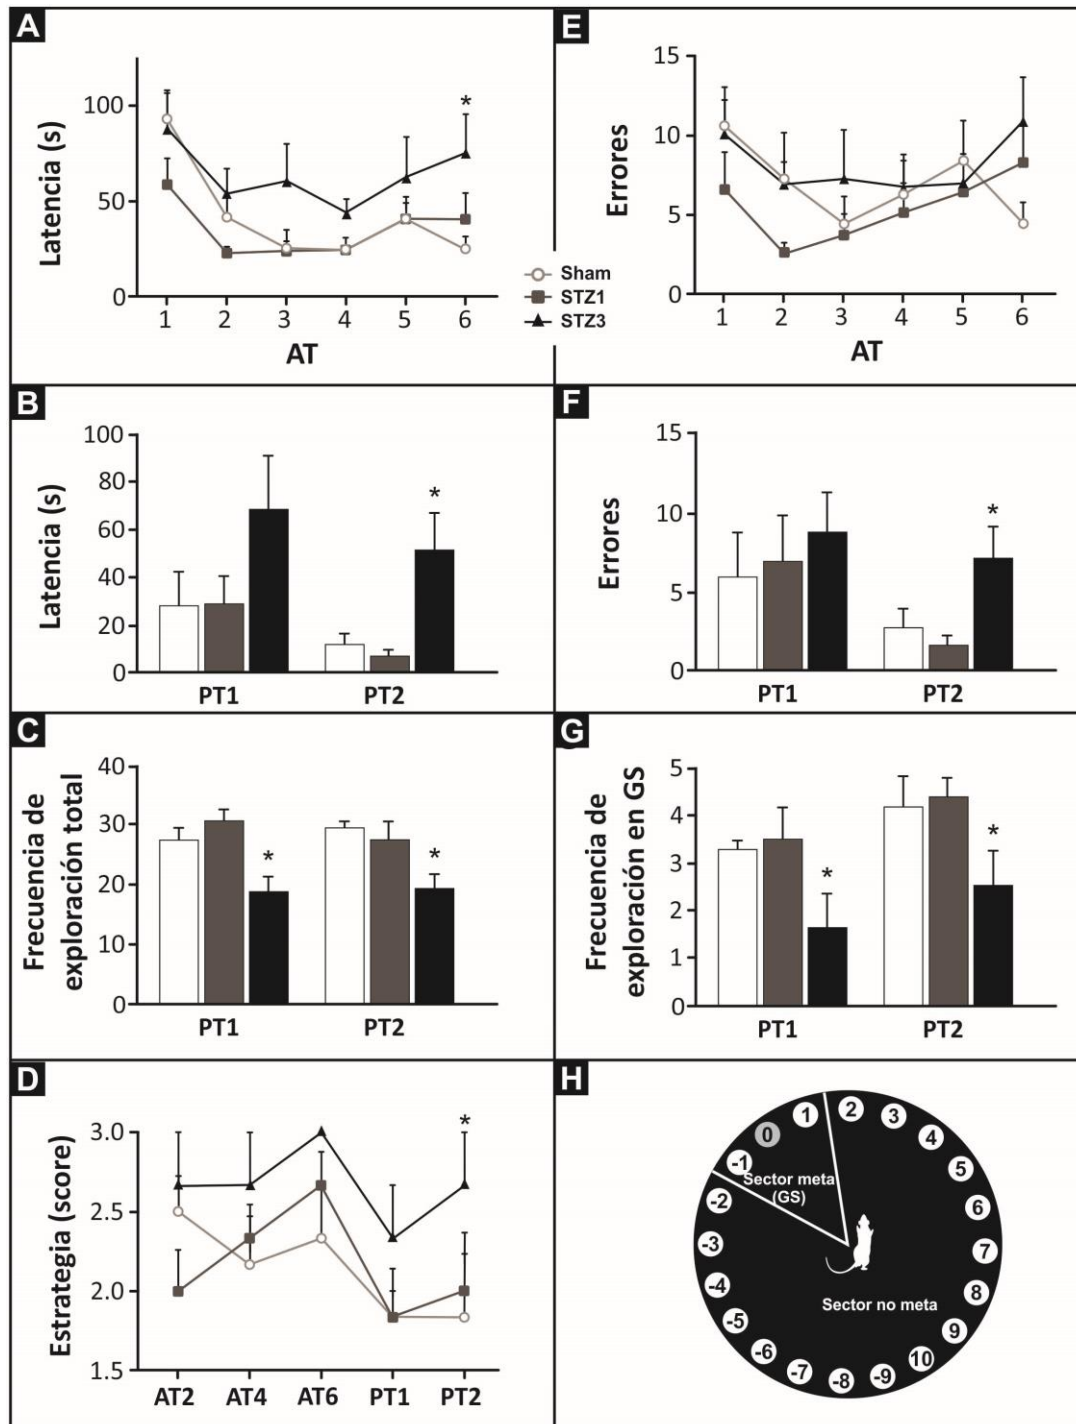 A
Latencia (s)
100
50
0
*
1 2 3 4 5 6
AT
E
Errores
15
10
5
0
1 2 3 4 5 6
AT
Sham
STZ1
STZ3
B
Latencia (s)
100
80
60
40
20
0
*
PT1 PT2
F
Errores
15
10
5
0
*
PT1 PT2
C
Frecuencia de
exploración total
40
30
20
10
0
* *
PT1 PT2
G
Frecuencia de
exploración en GS
5
4
3
2
1
0
* *
PT1 PT2
D
Estrategia (score)
3.0
2.5
2.0
1.5
*
AT2 AT4 AT6 PT1 PT2
H
0
1
2
3
4
5
6
7
8
9
10
-9
-8
-7
-6
-5
-4
-3
-2
-1
Sector meta
(GS)
Sector no meta